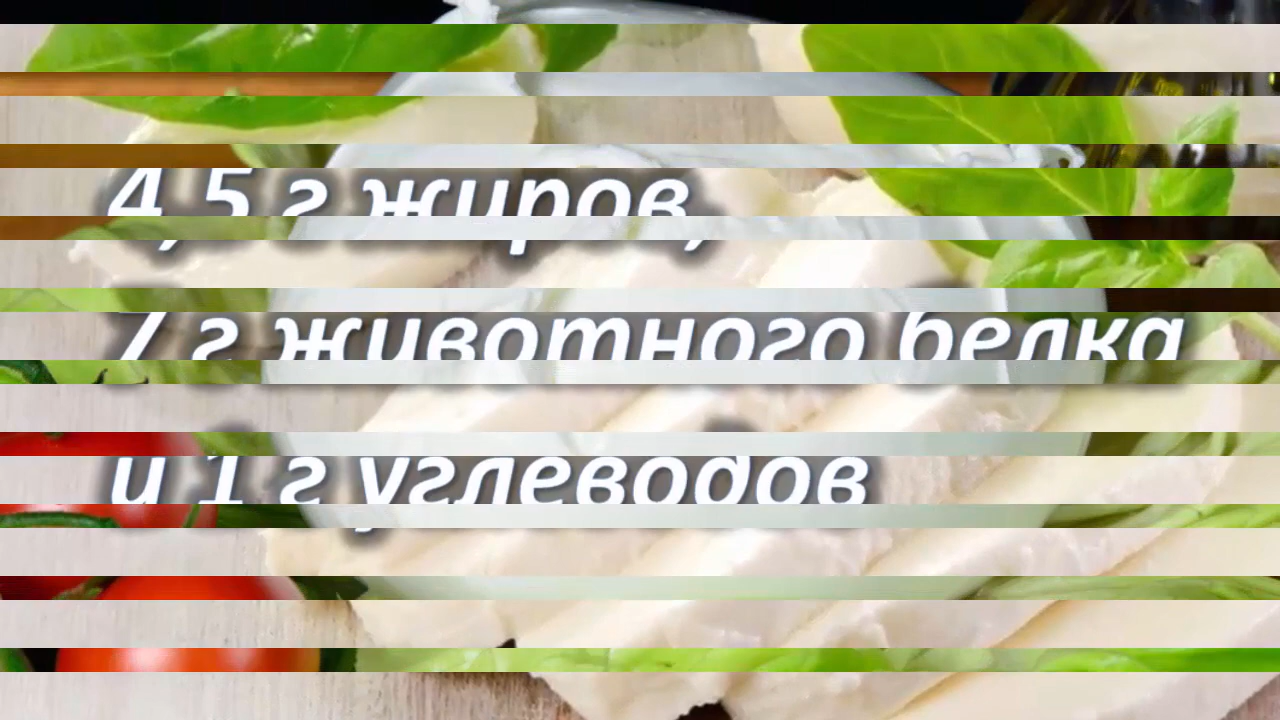 4,5 г жиров,
7 г животного белка
и 1 г углеводов